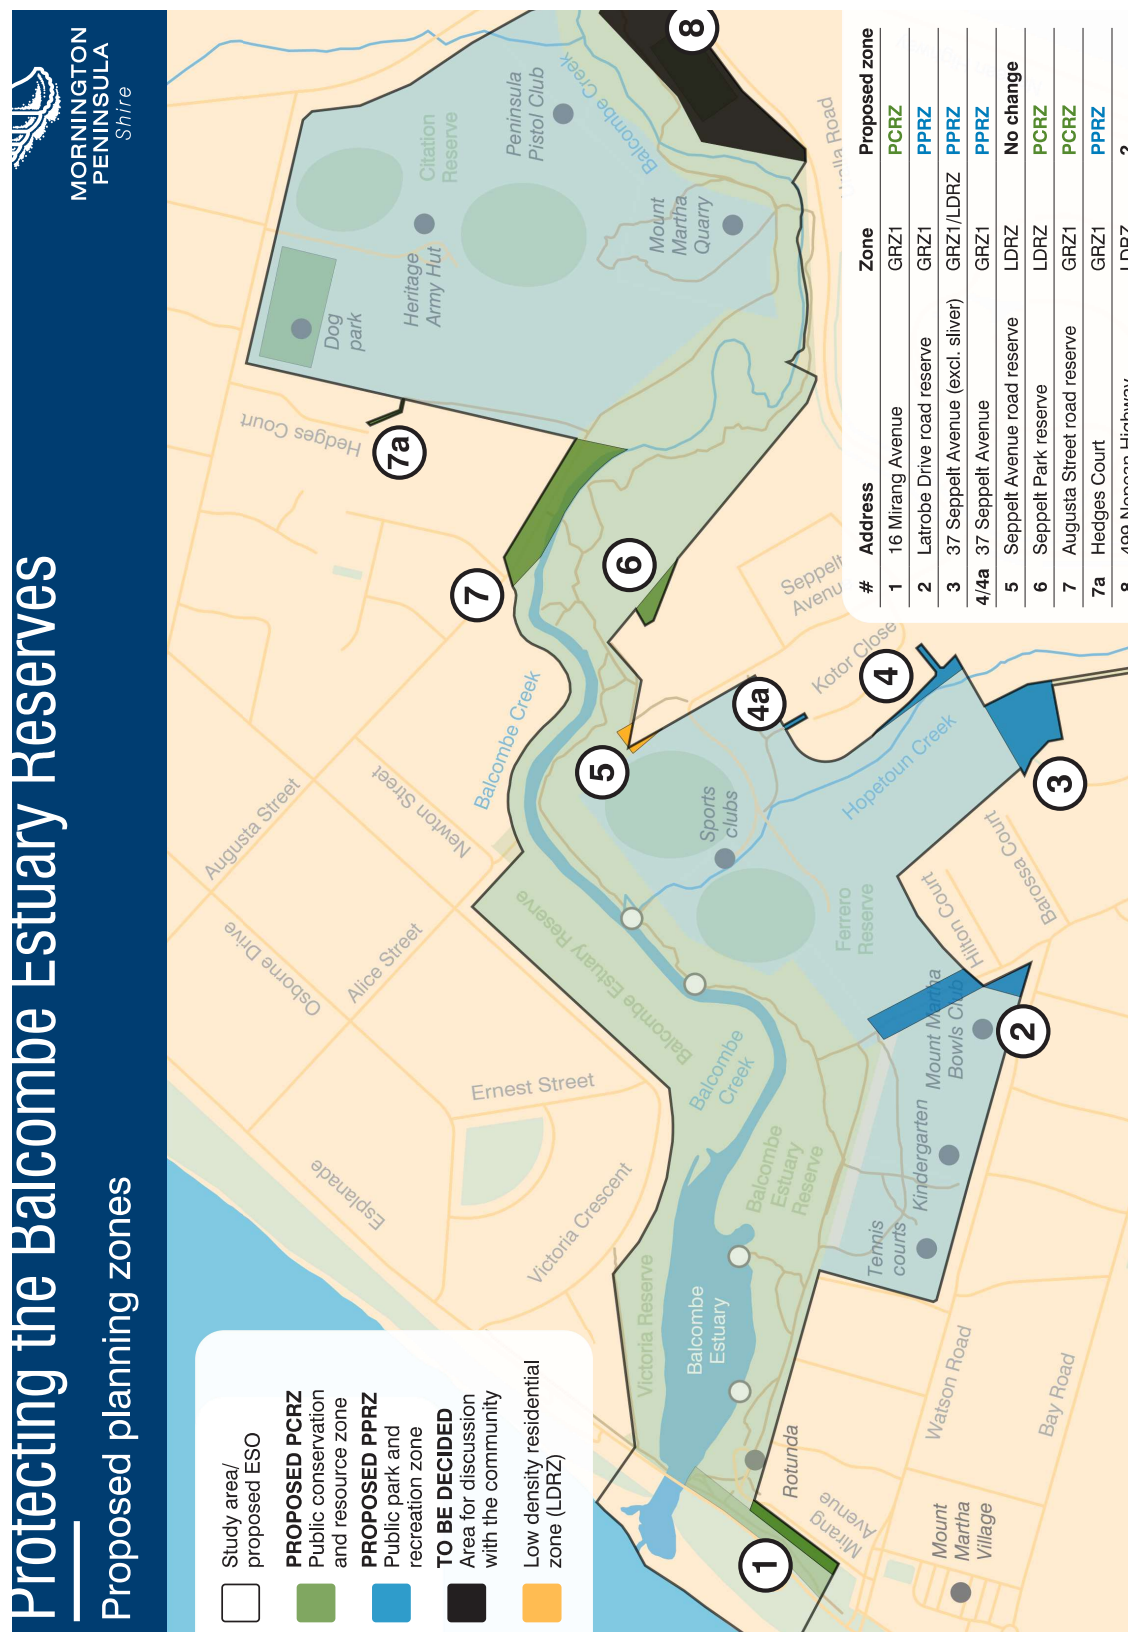 Protecting the Balcombe Estuary Reserves
Proposed planning zones
MORNINGTON
PENINSULA
Shire
Study area/
proposed ESO
PROPOSED PCRZ
Public conservation
and resource zone
PROPOSED PPRZ
Public park and
recreation zone
TO BE DECIDED
Area for discussion
with the community
Low density residential
zone (LDRZ)
Esplanade
Osborne Drive
Augusta Street
Alice Street
Newton Street
Ernest Street
Victoria Crescent
Victoria Reserve
Balcombe Estuary Reserve
Balcombe Creek
Balcombe
Creek
Balcombe
Estuary
Balcombe
Estuary
Reserve
Hedges Court
Dog
park
Heritage
Army Hut
Citation
Reserve
Peninsula
Pistol Club
Balcombe Creek
Mount
Martha
Quarry
Sports
clubs
Ferrero
Reserve
Hopetoun Creek
Seppelt
Avenu
Kotor Close
Barossa Court
Hilton Court
Mount Martha
Bowls Club
Kindergarten
Tennis
courts
Watson Road
Bay Road
Rotunda
Mirang
Avenue
Mount
Martha
Village
alla Road
1
2
3
4
4a
5
6
7
7a
8
# Address Zone Proposed zone
1 16 Mirang Avenue GRZ1 PCRZ
2 Latrobe Drive road reserve GRZ1 PPRZ
3 37 Seppelt Avenue (excl. sliver) GRZ1/LDRZ PPRZ
4/4a 37 Seppelt Avenue GRZ1 PPRZ
5 Seppelt Avenue road reserve LDRZ No change
6 Seppelt Park reserve LDRZ PCRZ
7 Augusta Street road reserve GRZ1 PCRZ
7a Hedges Court GRZ1 PPRZ
8 499 Nepean Highway LDRZ ?